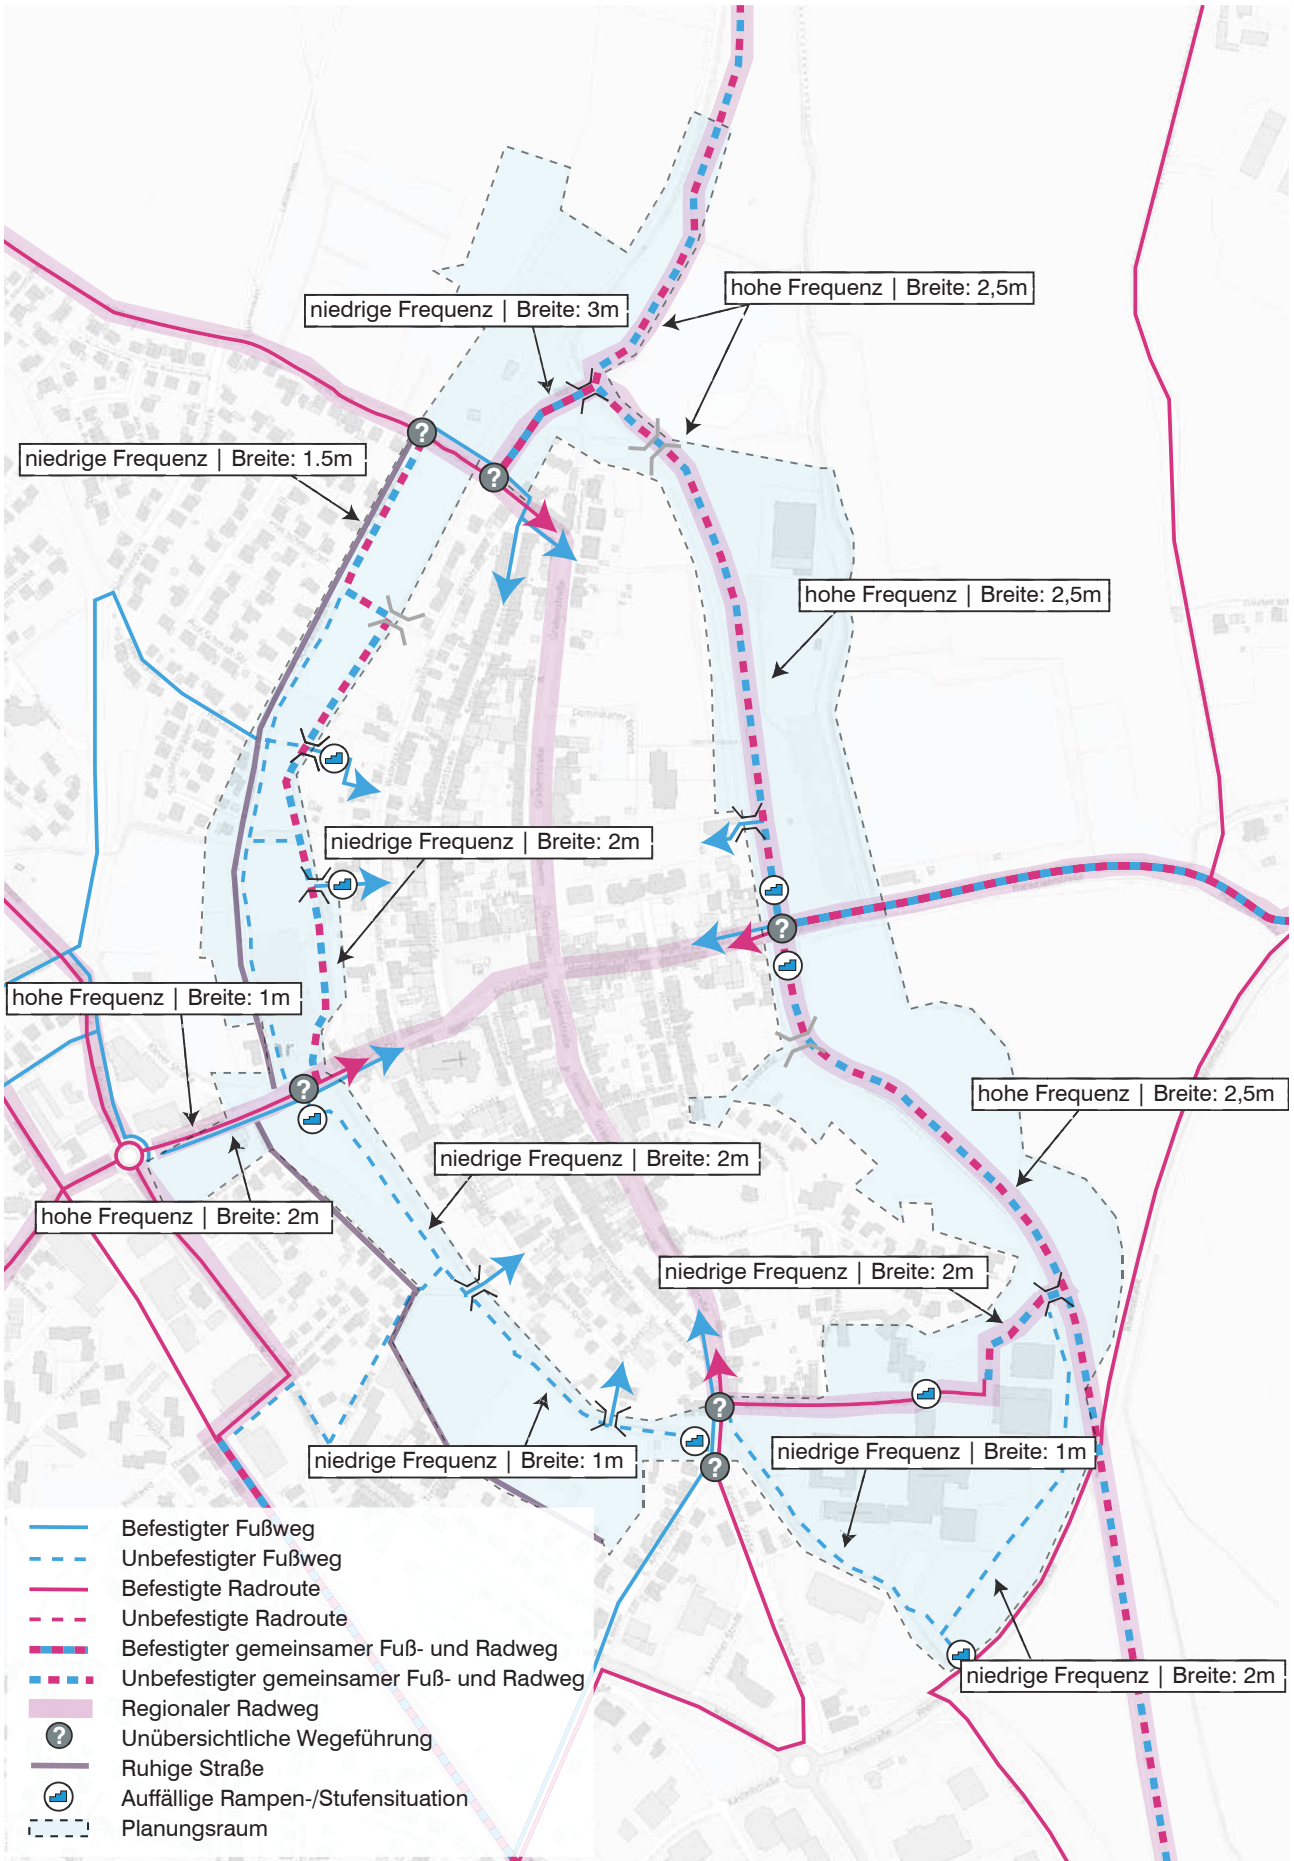 hohe Frequenz | Breite: 2,5m
niedrige Frequenz | Breite: 3m
?
niedrige Frequenz | Breite: 1.5m
?
hohe Frequenz | Breite: 2,5m
niedrige Frequenz | Breite: 2m
?
hohe Frequenz | Breite: 1m
?
hohe Frequenz | Breite: 2,5m
niedrige Frequenz | Breite: 2m
hohe Frequenz | Breite: 2m
niedrige Frequenz | Breite: 2m
?
niedrige Frequenz | Breite: 1m
niedrige Frequenz | Breite: 1m
?
niedrige Frequenz | Breite: 2m
Befestigter Fußweg
Unbefestigter Fußweg
Befestigte Radroute
Unbefestigte Radroute
Befestigter gemeinsamer Fuß- und Radweg
Unbefestigter gemeinsamer Fuß- und Radweg
Regionaler Radweg
? Unübersichtliche Wegeführung
Ruhige Straße
Auffällige Rampen-/Stufensituation
Planungsraum